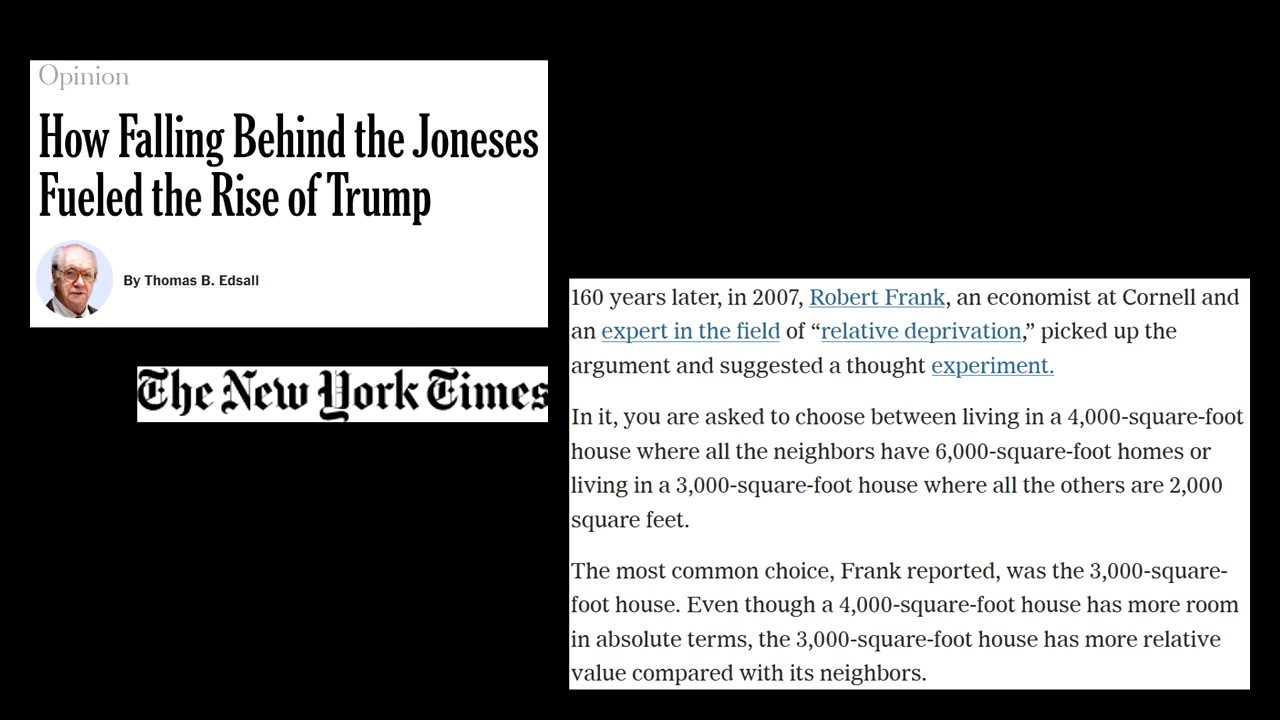 Opinion
How Falling Behind the Joneses
Fueled the Rise of Trump
By Thomas B. Edsall
The New York Times
160 years later, in 2007, Robert Frank, an economist at Cornell and
an expert in the field of “relative deprivation,” picked up the
argument and suggested a thought experiment.
In it, you are asked to choose between living in a 4,000-square-foot
house where all the neighbors have 6,000-square-foot homes or
living in a 3,000-square-foot house where all the others are 2,000
square feet.
The most common choice, Frank reported, was the 3,000-square-
foot house. Even though a 4,000-square-foot house has more room
in absolute terms, the 3,000-square-foot house has more relative
value compared with its neighbors.